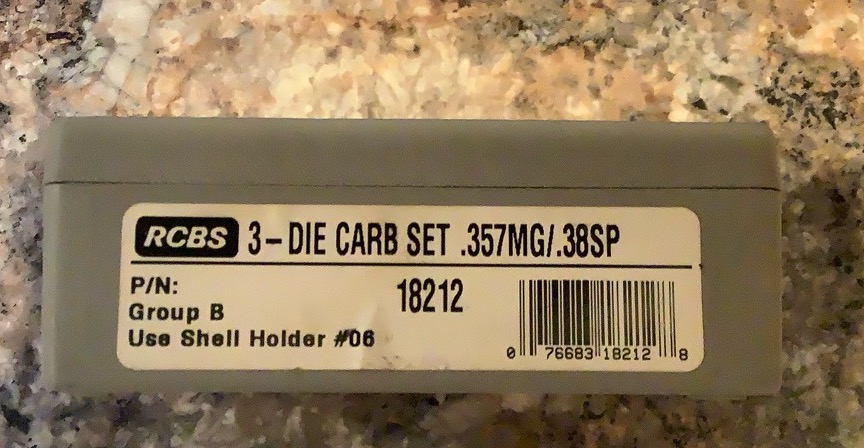 RCBS 3-DIE CARB SET .357MG/.38SP
P/N: 18212
Group B
Use Shell Holder #06
0 76683 18212 8